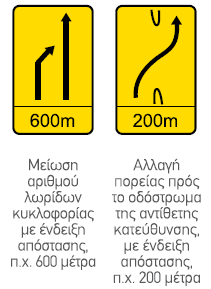 600m
200m
Μείωση
αριθμού
λωρίδων
κυκλοφορίας
με ένδειξη
απόστασης,
π.χ. 600 μέτρα
Αλλαγή
πορείας πρός
το οδόστρωμα
της αντίθετης
κατεύθυνσης,
με ένδειξη
απόστασης,
π.χ. 200 μέτρα